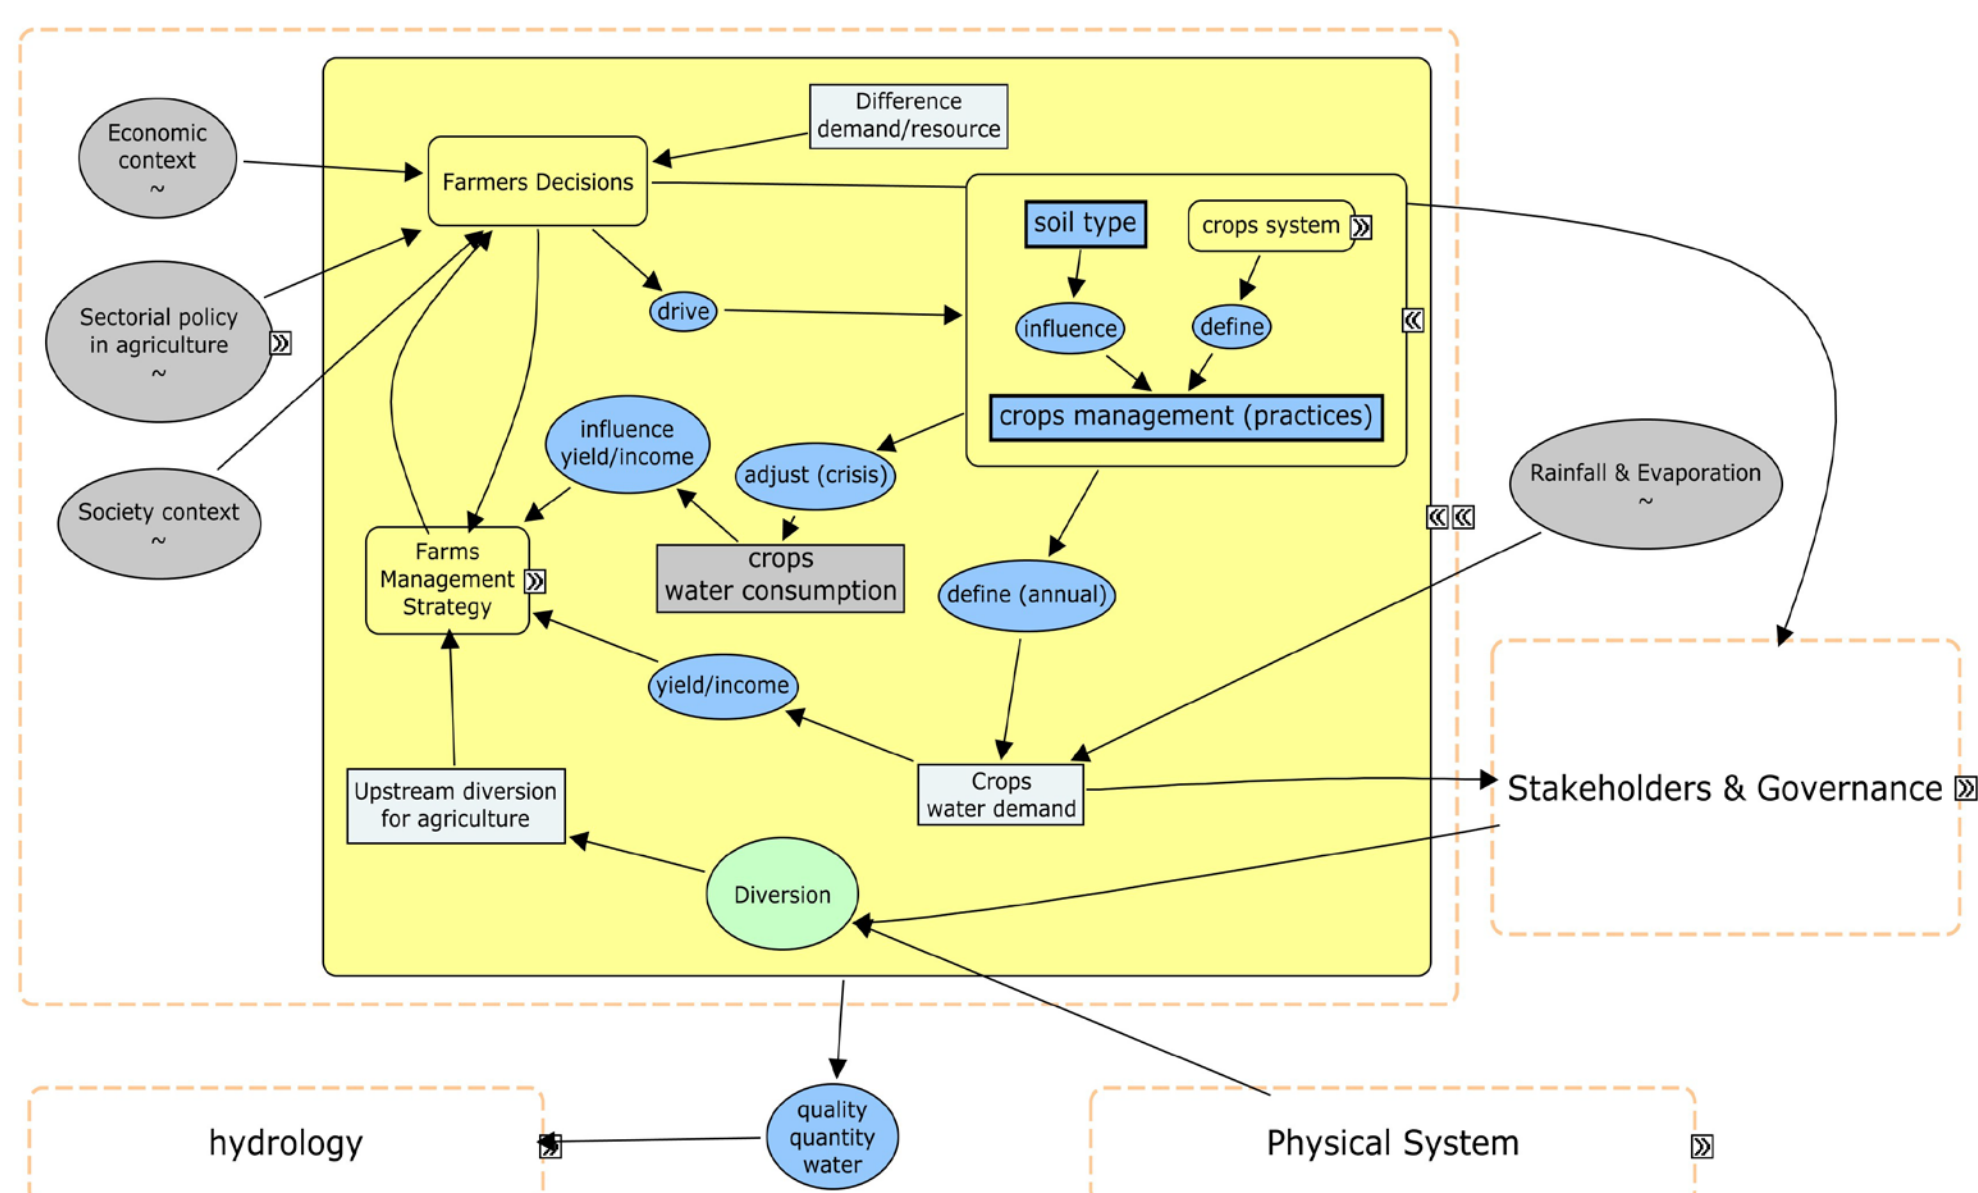 Difference
demand/resource
Economic
context
~
Farmers Decisions
soil type
crops system
Sectorial policy
in agriculture
~
drive
influence
define
crops management (practices)
influence
yield/income
adjust (crisis)
Rainfall & Evaporation
~
Society context
~
Farms
Management
Strategy
crops
water consumption
define (annual)
yield/income
Upstream diversion
for agriculture
Crops
water demand
Stakeholders & Governance
Diversion
hydrology
quality
quantity
water
Physical System